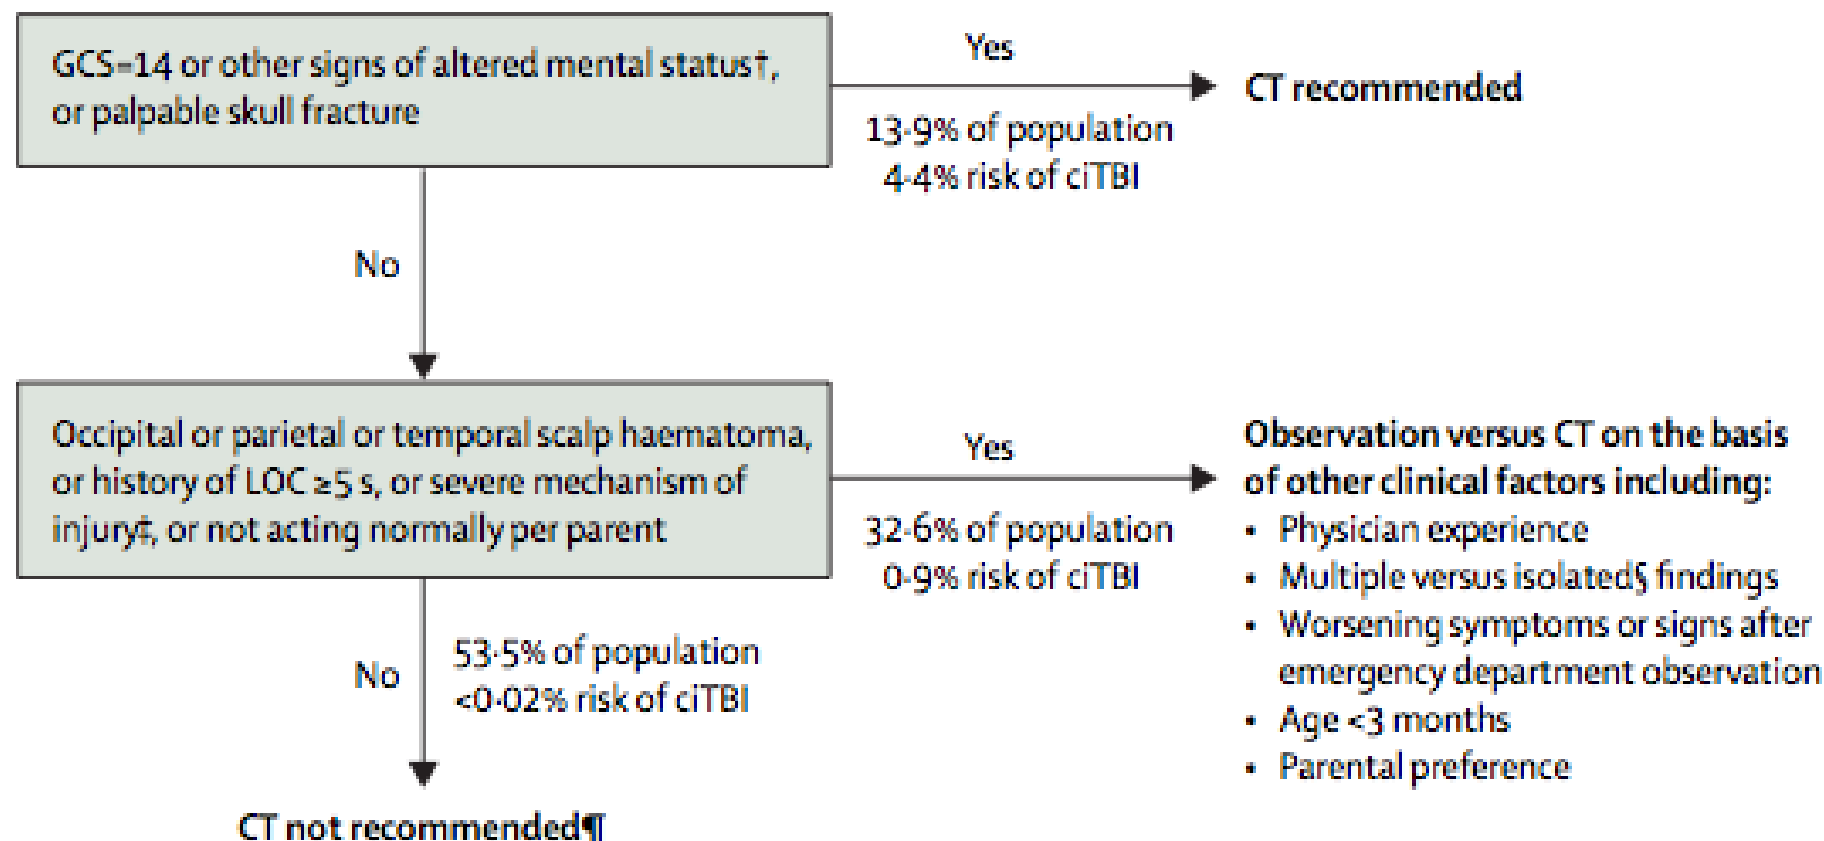 GCS=14 or other signs of altered mental status†,
or palpable skull fracture
Yes
13·9% of population
4·4% risk of ciTBI
CT recommended
No
Occipital or parietal or temporal scalp haematoma,
or history of LOC ≥5 s, or severe mechanism of
injury‡, or not acting normally per parent
Yes
32·6% of population
0·9% risk of ciTBI
Observation versus CT on the basis
of other clinical factors including:
• Physician experience
• Multiple versus isolated§ findings
• Worsening symptoms or signs after
emergency department observation
• Age <3 months
• Parental preference
No
53·5% of population
<0·02% risk of ciTBI
CT not recommended¶